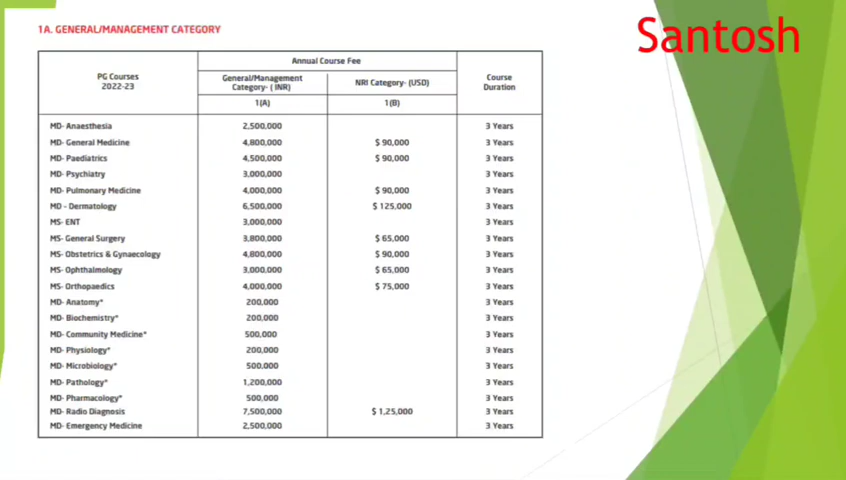 Santosh
1A. GENERAL/MANAGEMENT CATEGORY
PG Courses 2022-23 Annual Course Fee Course Duration
General/Management Category- ( INR) NRI Category- (USD)
1(A) 1(B)
MD- Anaesthesia 2,500,000 3 Years
MD- General Medicine 4,800,000 $ 90,000 3 Years
MD- Paediatrics 4,500,000 $ 90,000 3 Years
MD- Psychiatry 3,000,000 3 Years
MD- Pulmonary Medicine 4,000,000 $ 90,000 3 Years
MD - Dermatology 6,500,000 $ 125,000 3 Years
MS- ENT 3,000,000 3 Years
MS- General Surgery 3,800,000 $ 65,000 3 Years
MS- Obstetrics & Gynaecology 4,800,000 $ 90,000 3 Years
MS- Ophthalmology 3,000,000 $ 65,000 3 Years
MS- Orthopaedics 4,000,000 $ 75,000 3 Years
MD- Anatomy* 200,000 3 Years
MD- Biochemistry* 200,000 3 Years
MD- Community Medicine* 500,000 3 Years
MD- Physiology* 200,000 3 Years
MD- Microbiology* 500,000 3 Years
MD- Pathology* 1,200,000 3 Years
MD- Pharmacology* 500,000 3 Years
MD- Radio Diagnosis 7,500,000 $ 1,25,000 3 Years
MD- Emergency Medicine 2,500,000 3 Years